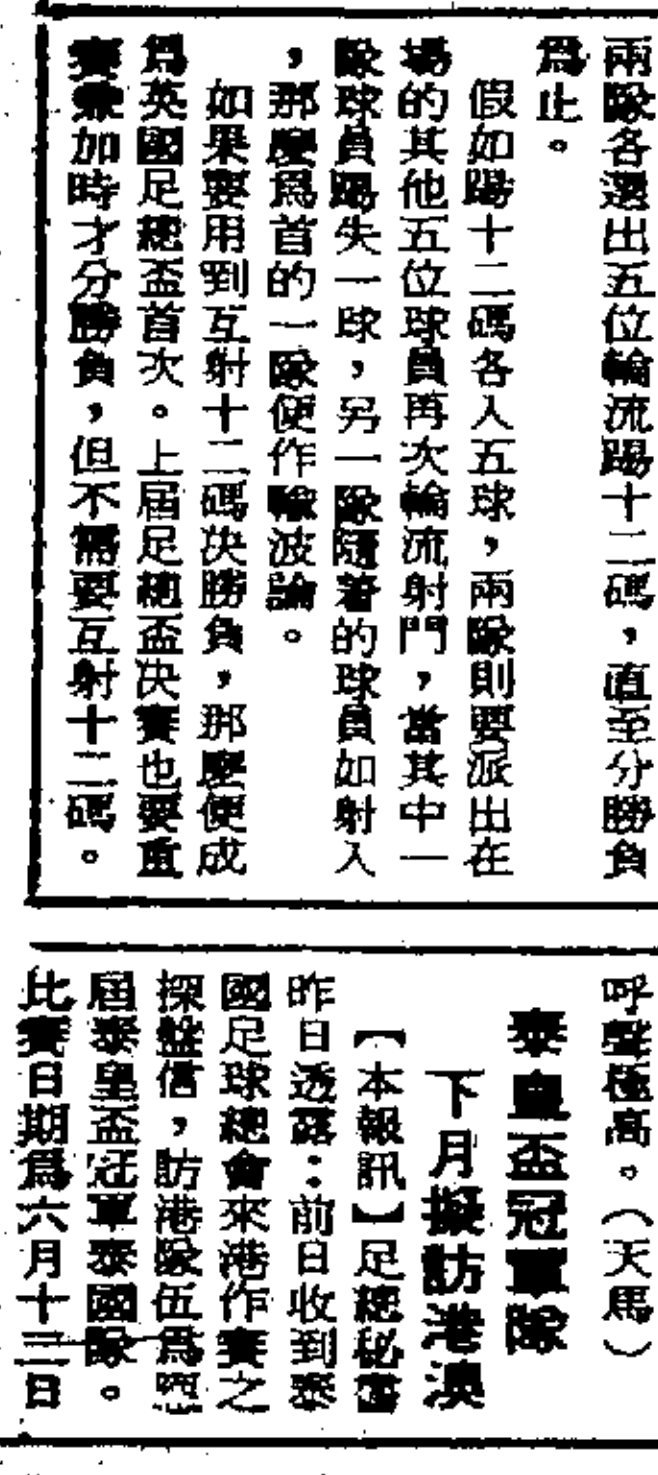 兩隊各選出五位輪流踢十二碼，直至分勝負
爲止。
假如踢十二碼各入五球，兩隊則要派出在
場的其他五位球員再次輪流射門，當其中一
隊球員踢失一球，另一隊隨着的球員如射入
，那麼爲首的一隊便作輸波論。
如果要用到互射十二碼決勝負，那麼便成
爲英國足總盃首次。上屆足總盃決賽也要重
賽兼加時才分勝負，但不需要互射十二碼。
呼聲極高。（天馬）
泰皇盃冠軍隊
下月擬訪港澳
【本報訊】足總秘書
昨日透露：前日收到泰
國足球總會來港作賽之
探盤信，訪港隊伍爲
屆泰皇盃冠軍泰國隊。
比賽日期爲六月十三日